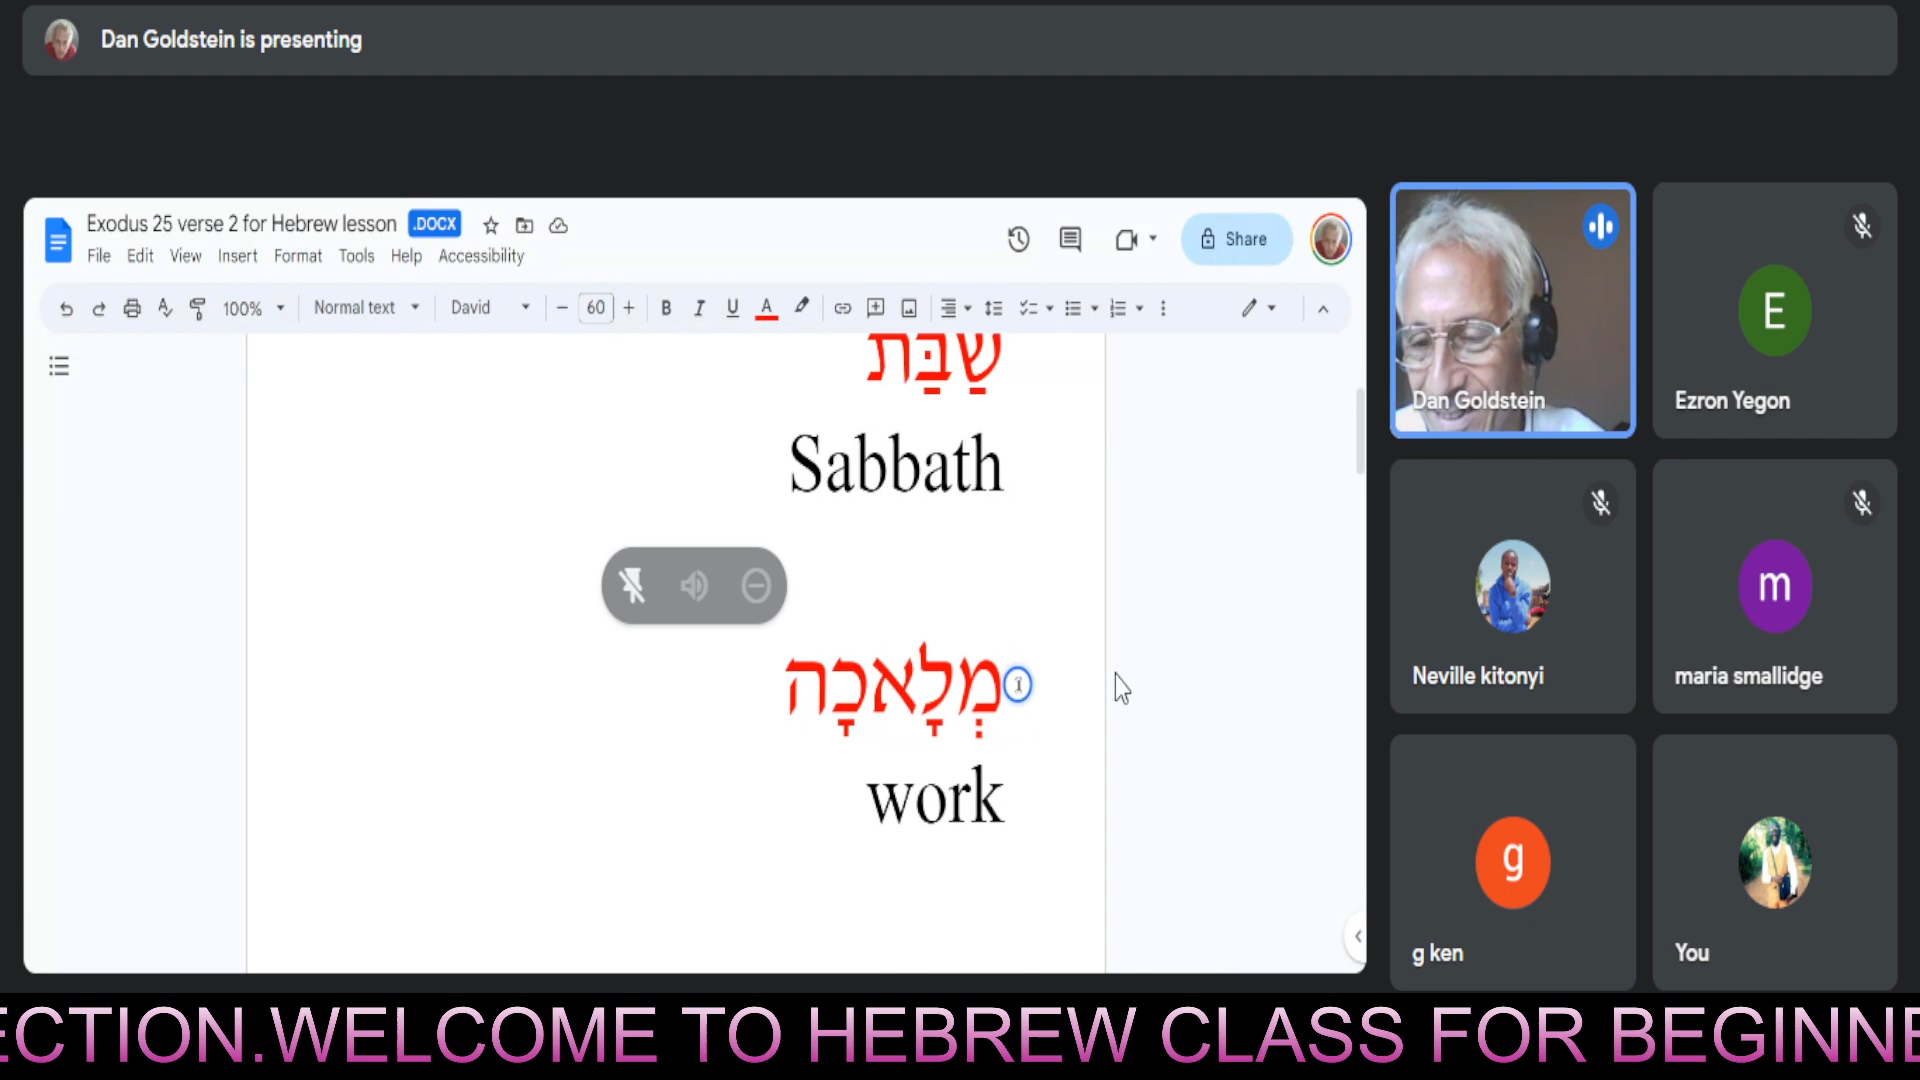 Dan Goldstein is presenting
Exodus 25 verse 2 for Hebrew lesson .DOCX
Share
File Edit View Insert Format Tools Help Accessibility
100% Normal text David 60 B I U A
שַׁבַּת
Sabbath
מְלָאכָה
work
Dan Goldstein
E
Ezron Yegon
Neville kitonyi
m
maria smallidge
g
g ken
You
ECTION.WELCOME TO HEBREW CLASS FOR BEGINNE